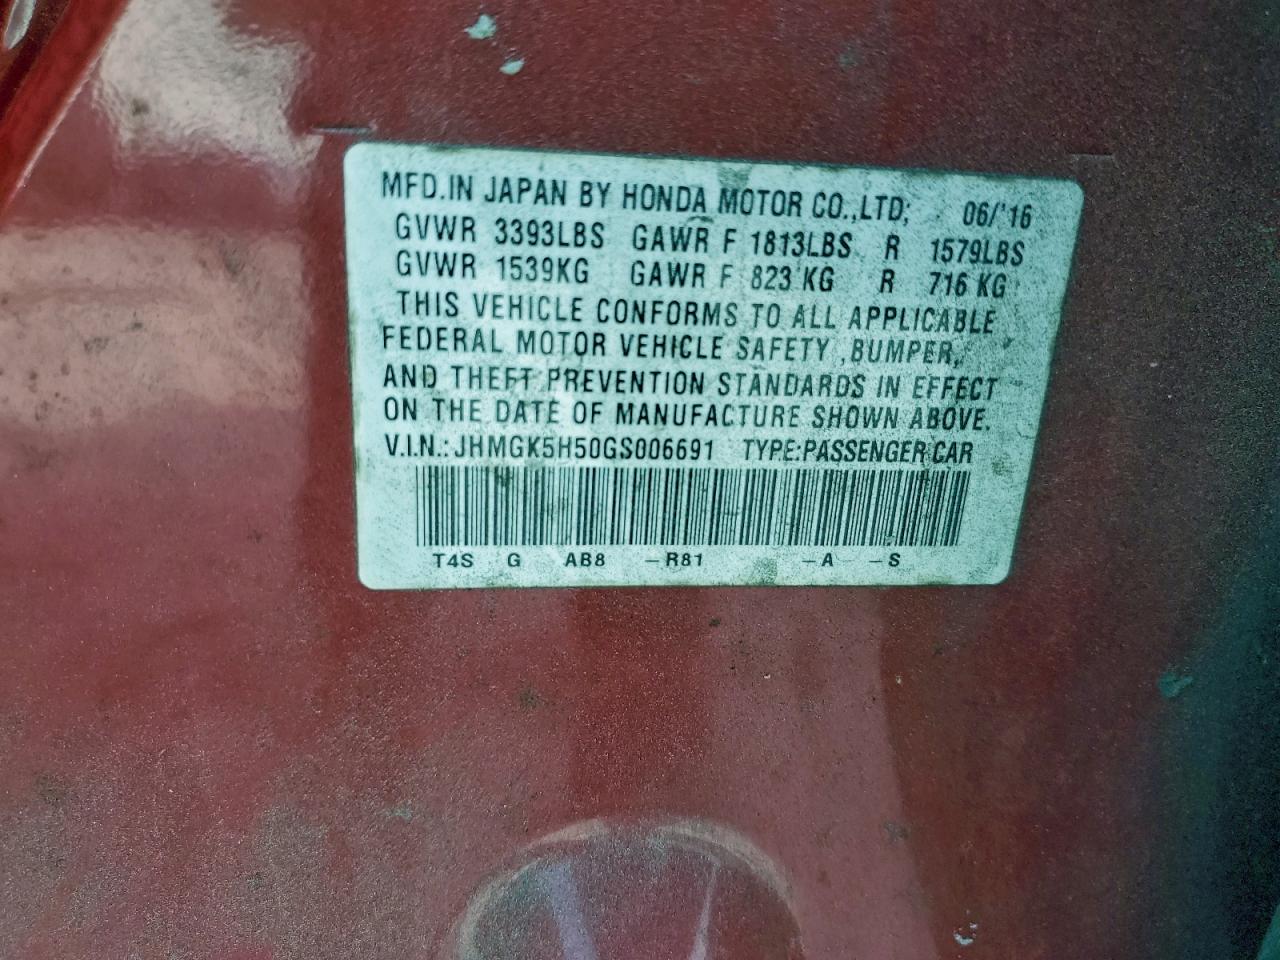 MFD.IN JAPAN BY HONDA MOTOR CO.,LTD; 06/'16
GVWR 3393LBS GAWR F 1813LBS R 1579LBS
GVWR 1539KG GAWR F 823 KG R 716 KG
THIS VEHICLE CONFORMS TO ALL APPLICABLE
FEDERAL MOTOR VEHICLE SAFETY ,BUMPER,
AND THEFT PREVENTION STANDARDS IN EFFECT
ON THE DATE OF MANUFACTURE SHOWN ABOVE.
V.I.N.: JHMGK5H50GS006691 TYPE:PASSENGER CAR
T4S G AB8 -R81 -A -S